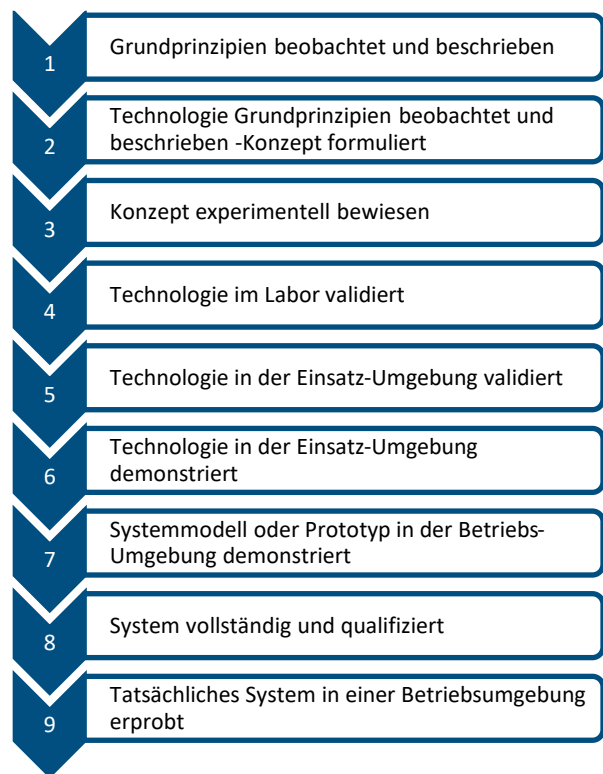 1
Grundprinzipien beobachtet und beschrieben
2
Technologie Grundprinzipien beobachtet und
beschrieben -Konzept formuliert
3
Konzept experimentell bewiesen
4
Technologie im Labor validiert
5
Technologie in der Einsatz-Umgebung validiert
6
Technologie in der Einsatz-Umgebung
demonstriert
7
Systemmodell oder Prototyp in der Betriebs-
Umgebung demonstriert
8
System vollständig und qualifiziert
9
Tatsächliches System in einer Betriebsumgebung
erprobt